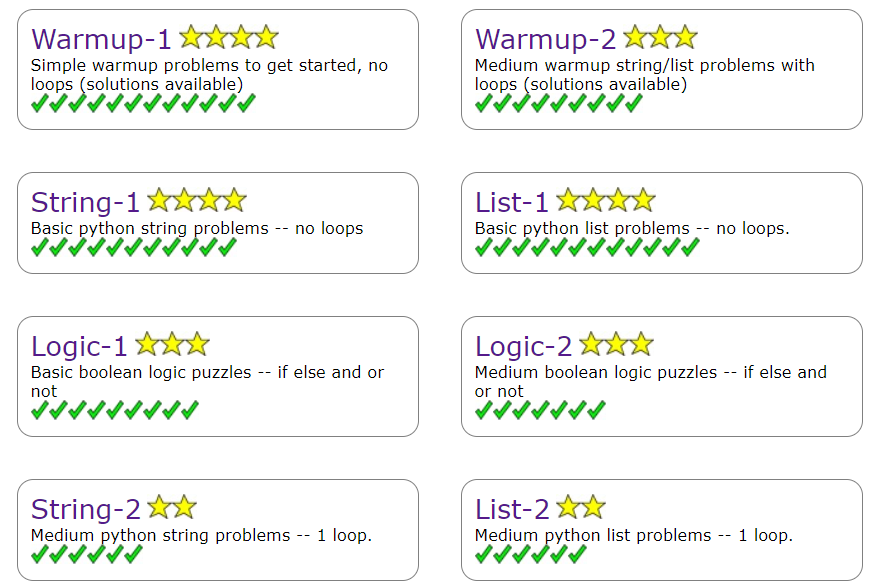 Warmup-1
Simple warmup problems to get started, no
loops (solutions available)
Warmup-2
Medium warmup string/list problems with
loops (solutions available)
String-1
Basic python string problems -- no loops
List-1
Basic python list problems -- no loops.
Logic-1
Basic boolean logic puzzles -- if else and or
not
Logic-2
Medium boolean logic puzzles -- if else and
or not
String-2
Medium python string problems -- 1 loop.
List-2
Medium python list problems -- 1 loop.